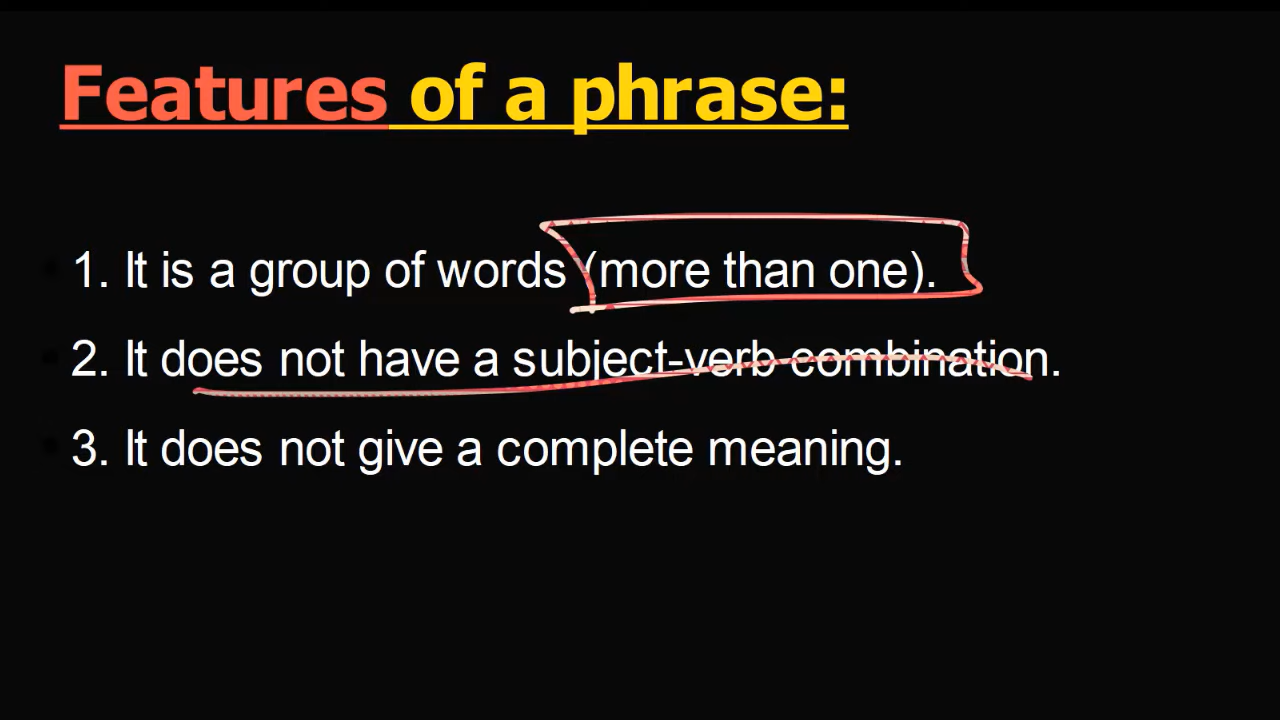 Features of a phrase:
1. It is a group of words (more than one).
2. It does not have a subject-verb combination.
3. It does not give a complete meaning.